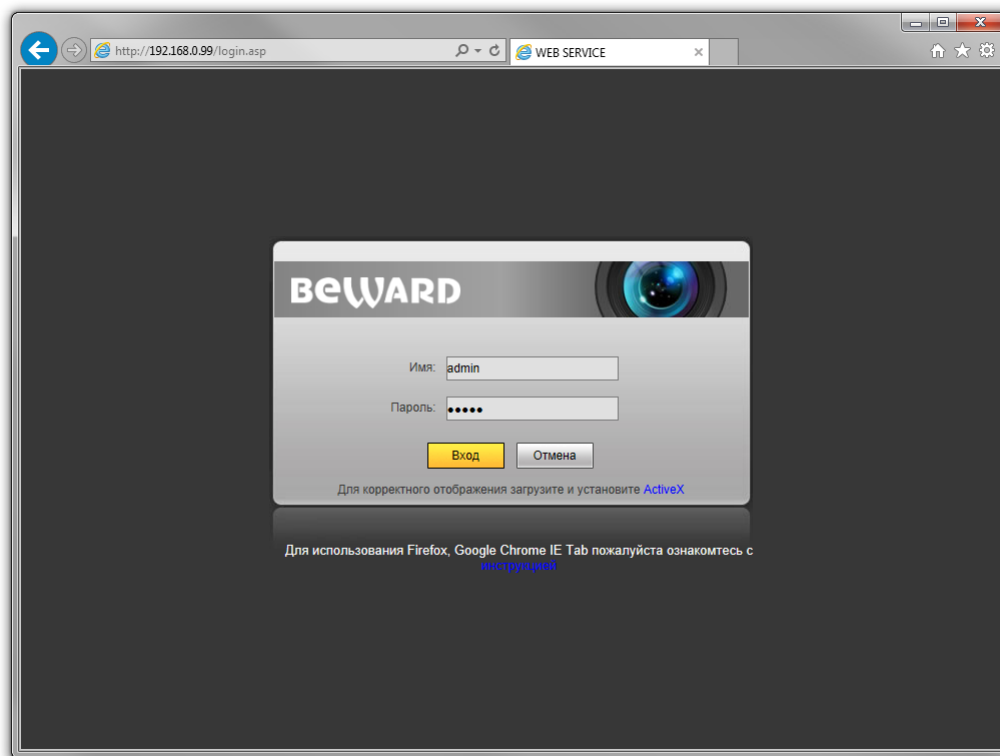 http://192.168.0.99/login.asp
WEB SERVICE
BEWARD
Имя: admin
Пароль: •••••
Вход Отмена
Для корректного отображения загрузите и установите ActiveX
Для использования Firefox, Google Chrome IE Tab пожалуйста ознакомтесь с
инструкцией